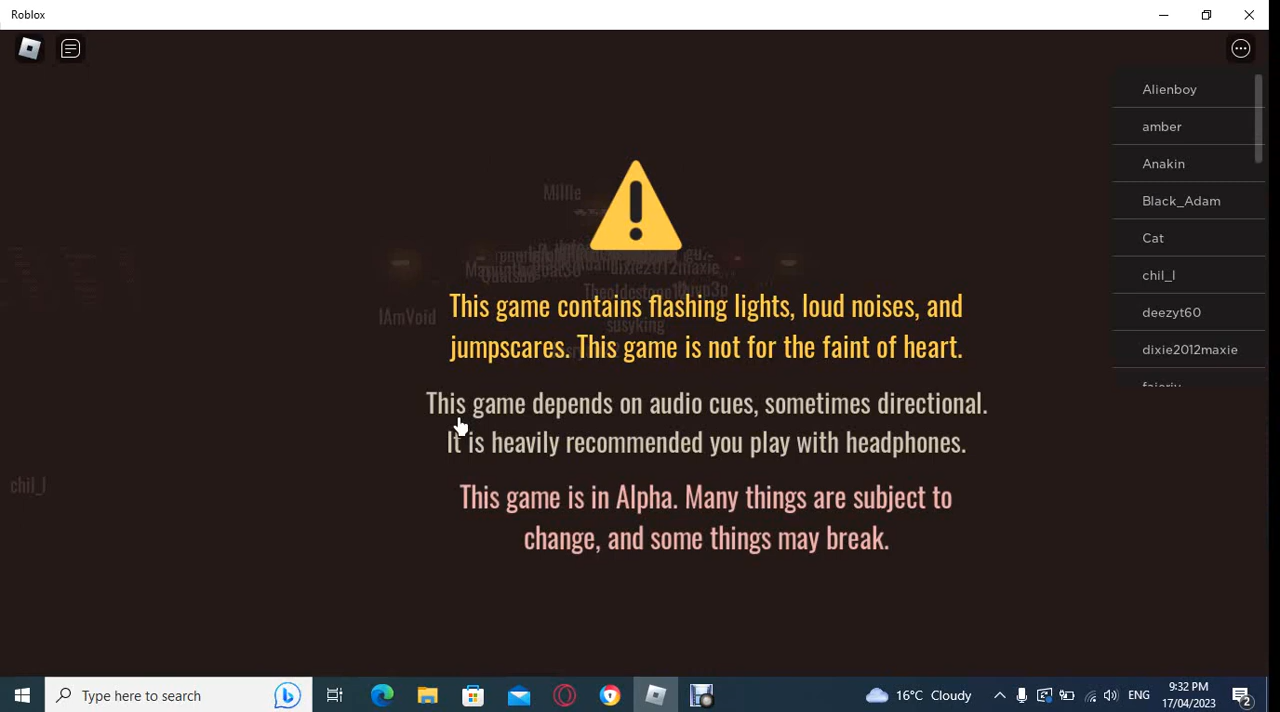 Roblox
Alienboy
amber
Anakin
Black_Adam
Cat
chil_l
deezyt60
dixie2012maxie
Millie
dixie2012maxie
IAmVoid
susyking
This game contains flashing lights, loud noises, and
jumpscares. This game is not for the faint of heart.
This game depends on audio cues, sometimes directional.
It is heavily recommended you play with headphones.
chil_l
This game is in Alpha. Many things are subject to
change, and some things may break.
Type here to search
16°C Cloudy
ENG
9:32 PM
17/04/2023
2